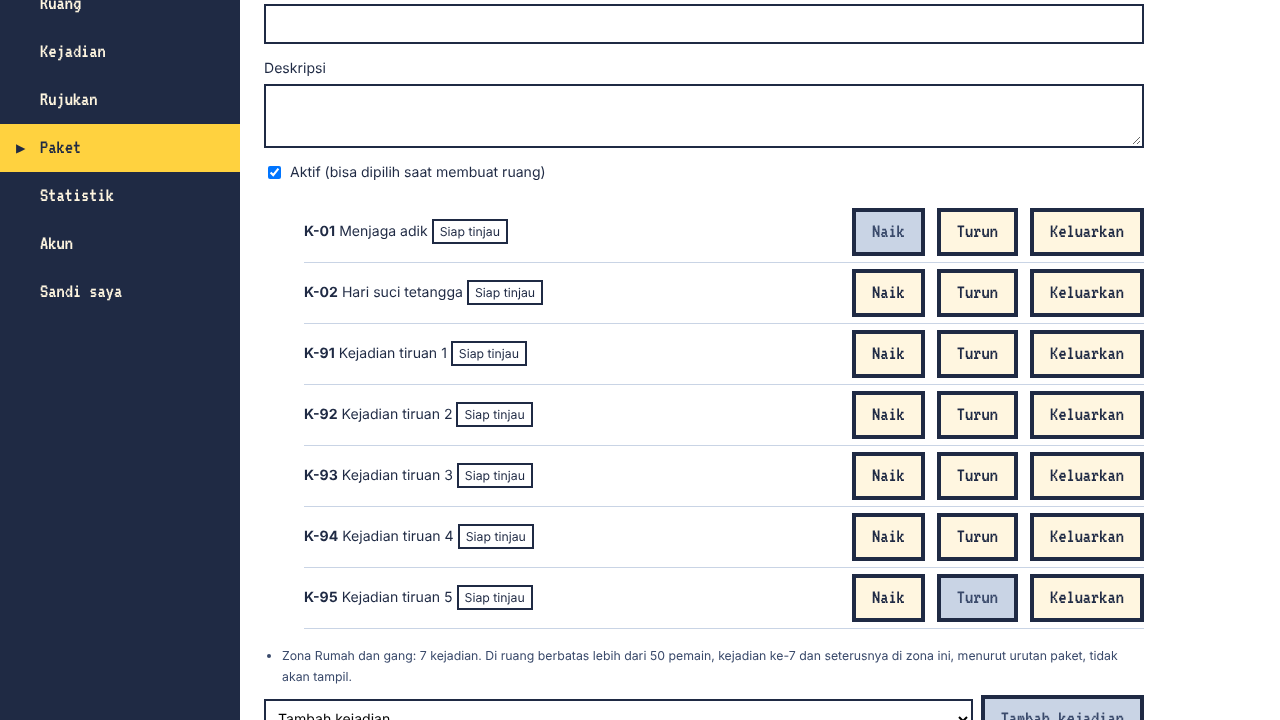 Ruang
Kejadian
Rujukan
▶ Paket
Statistik
Akun
Sandi saya
Deskripsi
Aktif (bisa dipilih saat membuat ruang)
K-01 Menjaga adik Siap tinjau Naik Turun Keluarkan
K-02 Hari suci tetangga Siap tinjau Naik Turun Keluarkan
K-91 Kejadian tiruan 1 Siap tinjau Naik Turun Keluarkan
K-92 Kejadian tiruan 2 Siap tinjau Naik Turun Keluarkan
K-93 Kejadian tiruan 3 Siap tinjau Naik Turun Keluarkan
K-94 Kejadian tiruan 4 Siap tinjau Naik Turun Keluarkan
K-95 Kejadian tiruan 5 Siap tinjau Naik Turun Keluarkan
• Zona Rumah dan gang: 7 kejadian. Di ruang berbatas lebih dari 50 pemain, kejadian ke-7 dan seterusnya di zona ini, menurut urutan paket, tidak
akan tampil.
Tambah kejadian Tambah kejadian